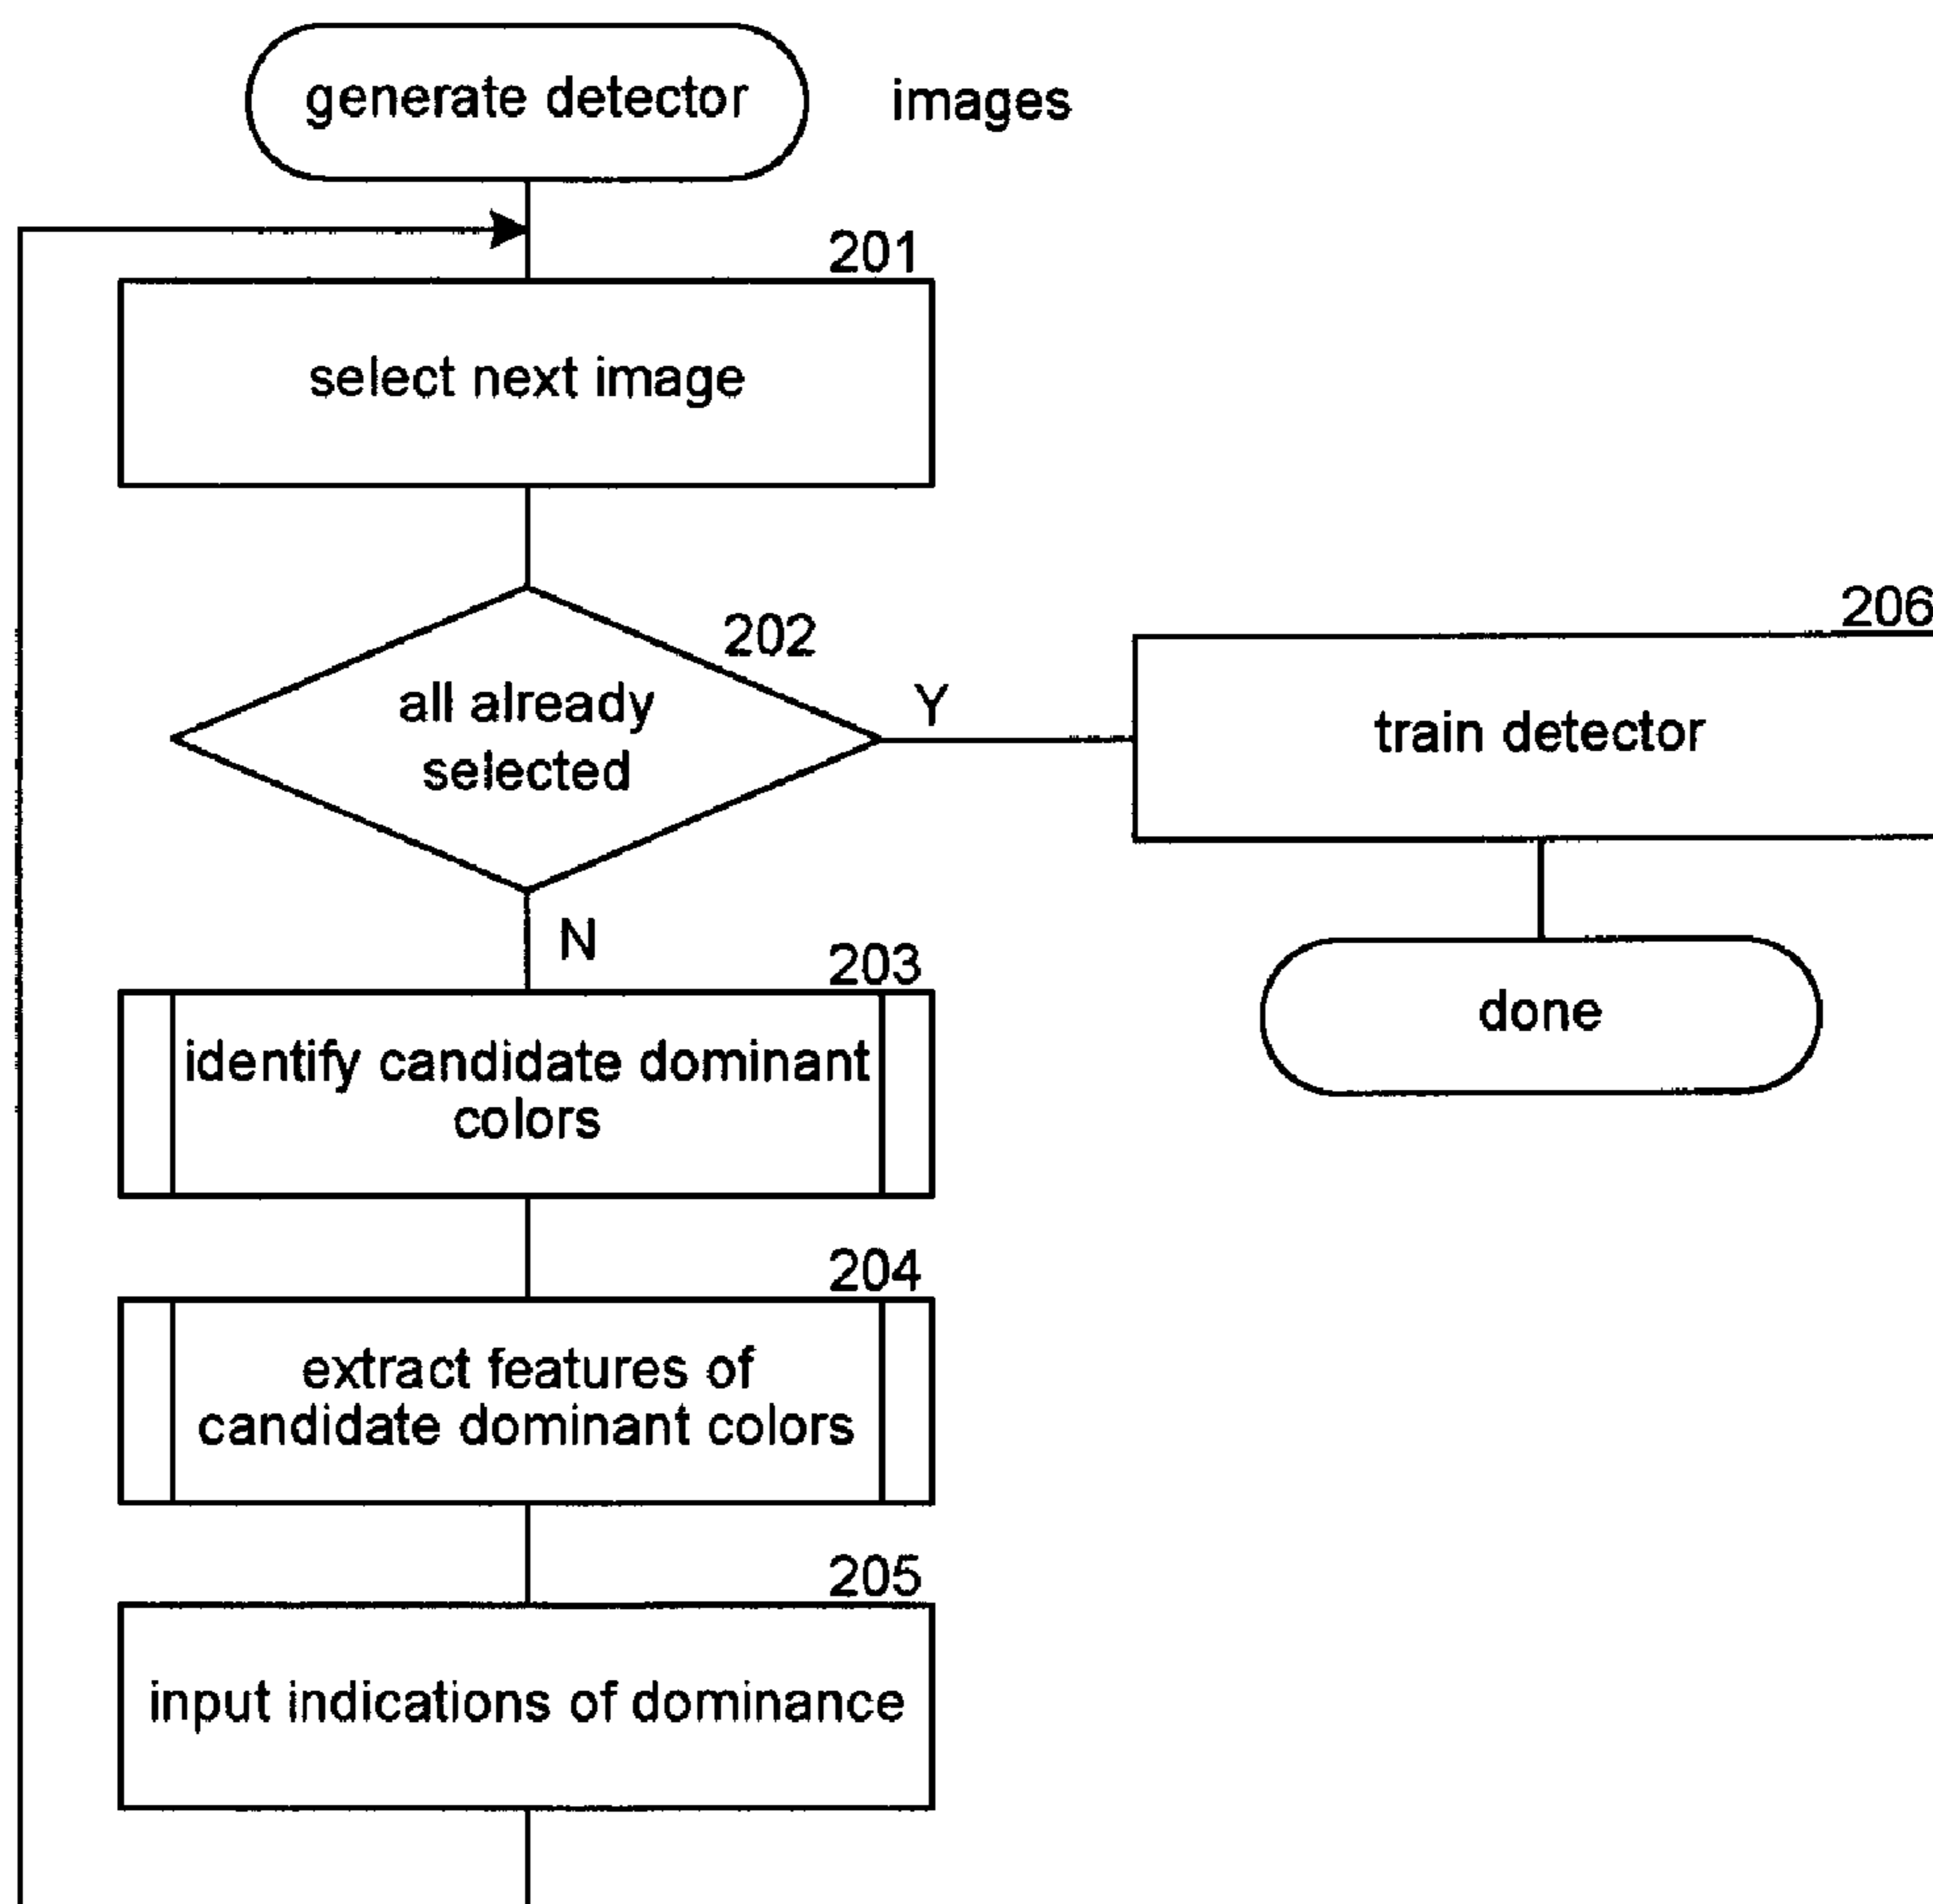 generate detector
images
201
select next image
202
all already
selected
Y
206
train detector
N
done
203
identify candidate dominant
colors
204
extract features of
candidate dominant colors
205
input indications of dominance